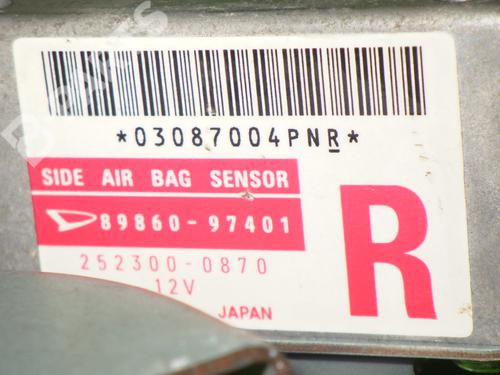 *03087004PNR*
SIDE AIR BAG SENSOR
89860-97401
R
252300-0870
12V
JAPAN